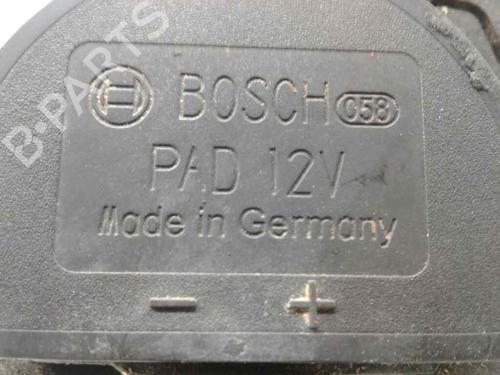 BOSCH 058
PAD 12V
Made in Germany
− +
B-PARTS